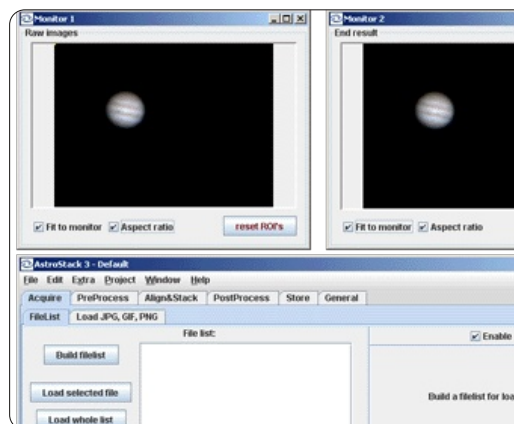 Monitor 1
Raw images
Fit to monitor Aspect ratio reset ROI's
Monitor 2
End result
Fit to monitor Aspect ratio
AstroStack 3 - Default
File Edit Extra Project Window Help
Acquire PreProcess Align&Stack PostProcess Store General
FileList Load JPG, GIF, PNG
File list:
Enable
Build filelist
Load selected file
Build a filelist for loa
Load whole list